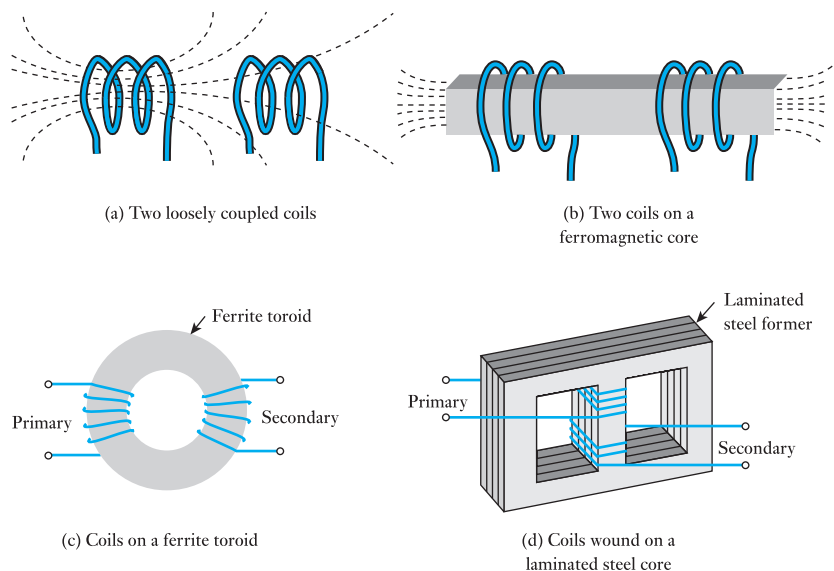 (a) Two loosely coupled coils
(b) Two coils on a
ferromagnetic core
Ferrite toroid
Primary
Secondary
(c) Coils on a ferrite toroid
Laminated
steel former
Primary
Secondary
(d) Coils wound on a
laminated steel core